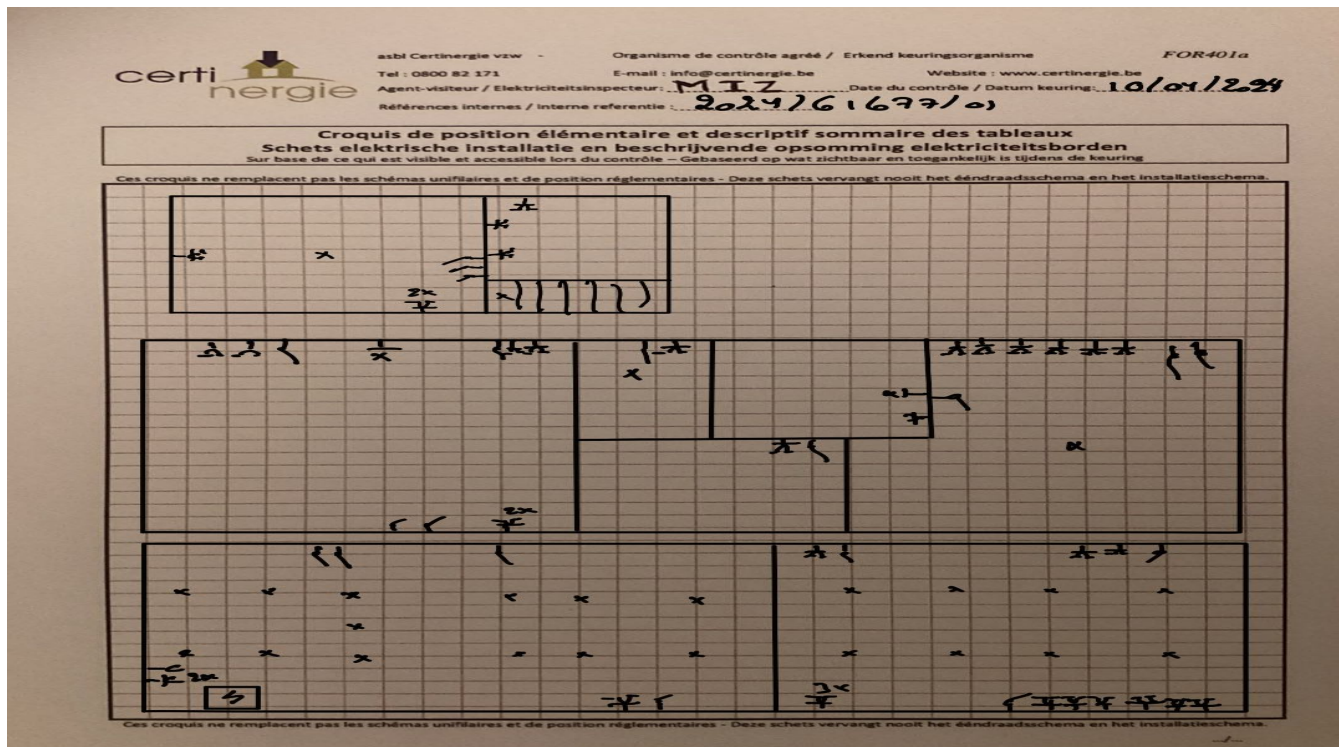 certinergie
asbl Certinergie vzw - Organisme de contrôle agréé / Erkend keuringsorganisme FOR401a
Tel : 0800 82 171 E-mail : info@certinergie.be Website : www.certinergie.be
Agent-visiteur / Elektriciteitsinspecteur: MIZ Date du contrôle / Datum keuring: 10/04/2024
Références internes / Interne referentie :
Croquis de position élémentaire et descriptif sommaire des tableaux
Schets elektrische installatie en beschrijvende opsomming elektriciteitsborden
Sur base de ce qui est visible et accessible lors du contrôle – Gebaseerd op wat zichtbaar en toegankelijk is tijdens de keuring
Ces croquis ne remplacent pas les schémas unifilaires et de position réglementaires - Deze schets vervangt nooit het ééndraadsschema en het installatieschema.
2x
2x
2x
3x
Ces croquis ne remplacent pas les schémas unifilaires et de position réglementaires - Deze schets vervangt nooit het ééndraadsschema en het installatieschema.